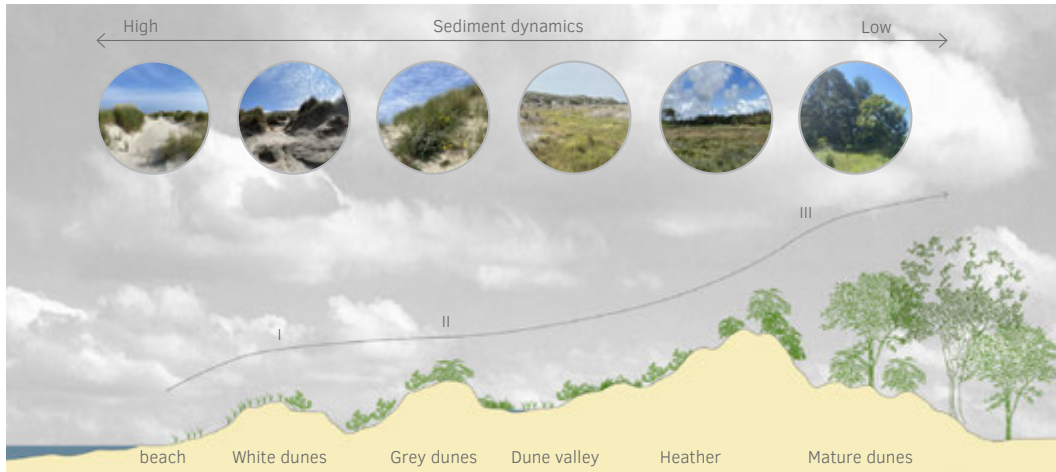 High Sediment dynamics Low
I
II
III
beach White dunes Grey dunes Dune valley Heather Mature dunes